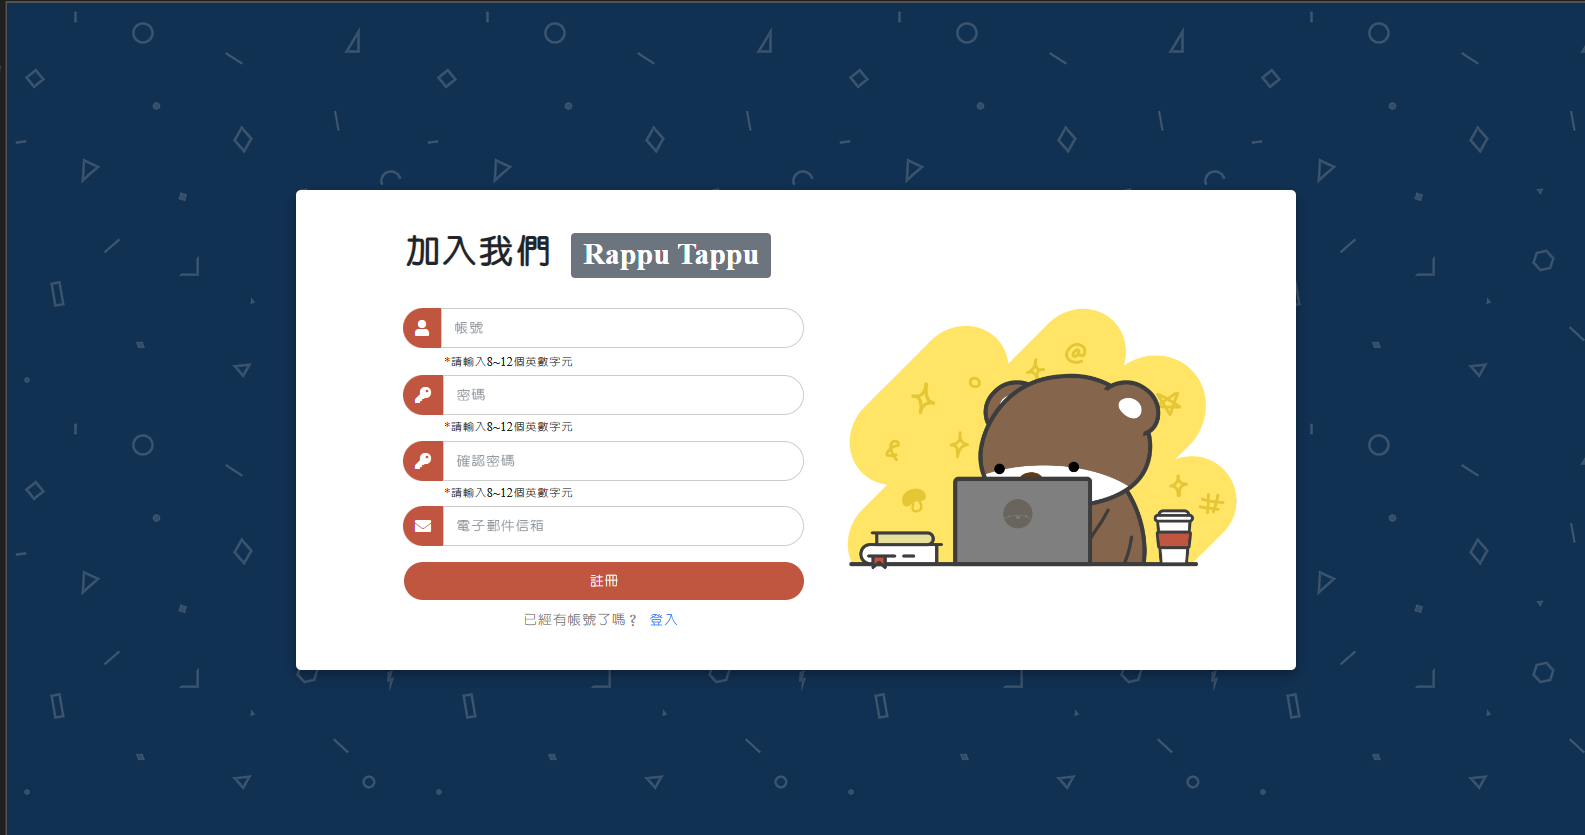 加入我們 Rappu Tappu
帳號
*請輸入8~12個英數字元
密碼
*請輸入8~12個英數字元
確認密碼
*請輸入8~12個英數字元
電子郵件信箱
註冊
已經有帳號了嗎？ 登入
@
#